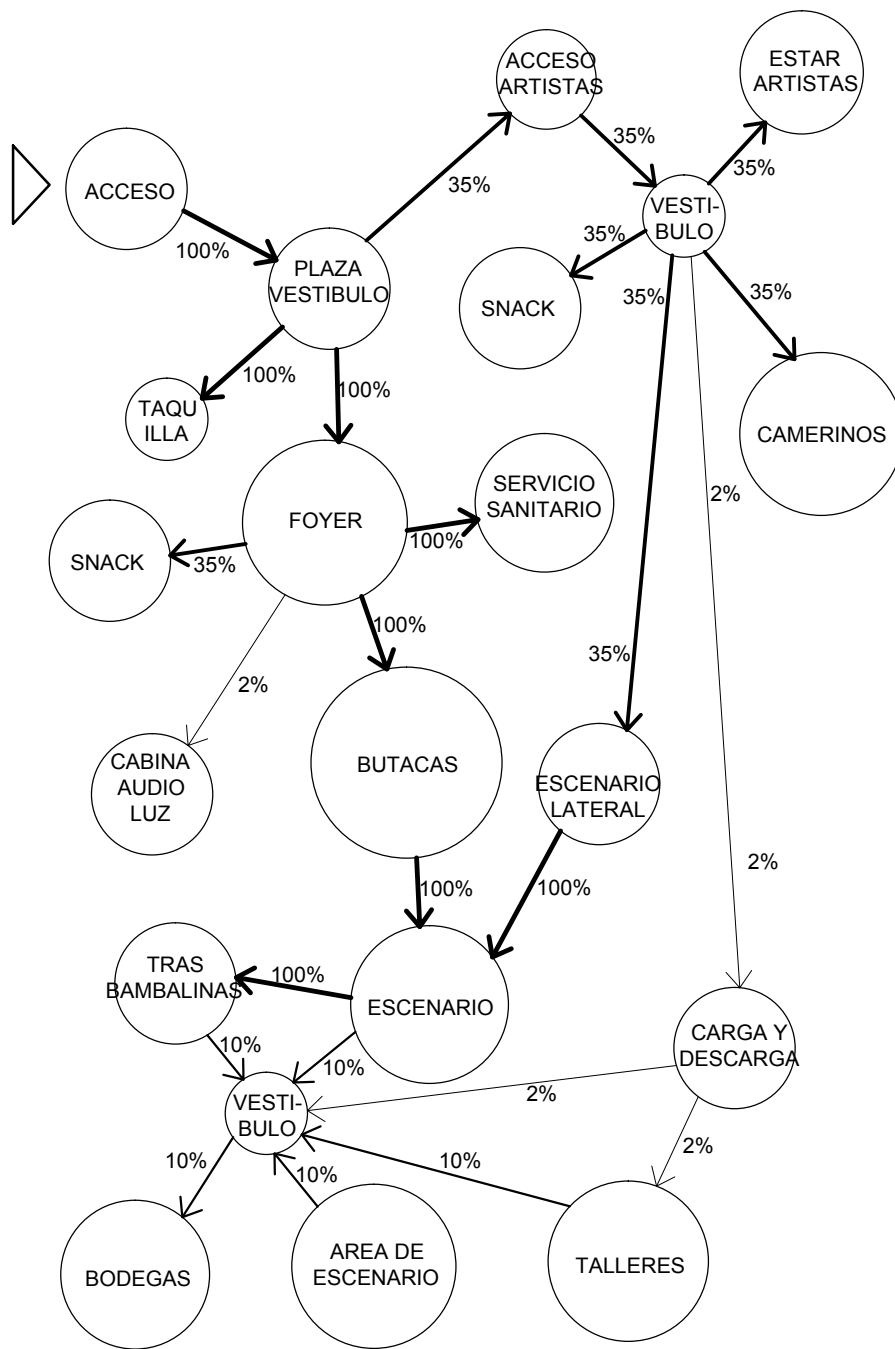 ACCESO
ARTISTAS
ESTAR
ARTISTAS
35%
35%
ACCESO
35%
VESTI-
BULO
100%
PLAZA
VESTIBULO
35%
35%
35%
SNACK
100%
100%
TAQU
ILLA
CAMERINOS
2%
SERVICIO
SANITARIO
FOYER
100%
SNACK
35%
100%
35%
2%
CABINA
AUDIO
LUZ
BUTACAS
ESCENARIO
LATERAL
2%
100%
100%
TRAS
BAMBALINAS
100%
ESCENARIO
CARGA Y
DESCARGA
10%
10%
2%
VESTI-
BULO
2%
10%
10%
10%
BODEGAS
AREA DE
ESCENARIO
TALLERES